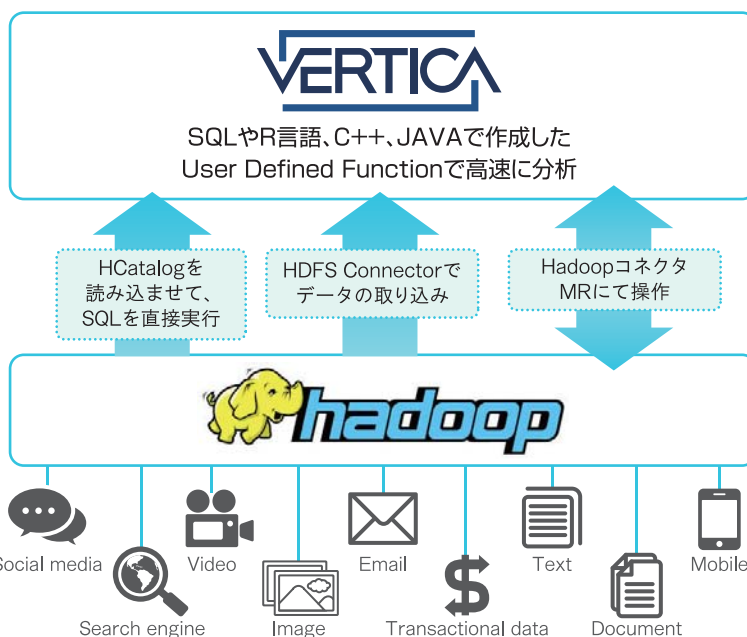 VERTICA
SQLやR言語、C++、JAVAで作成した
User Defined Functionで高速に分析
HCatalogを
読み込ませて、
SQLを直接実行
HDFS Connectorで
データの取り込み
Hadoopコネクタ
MRにて操作
hadoop
Social media
Video
Email
Text
Mobile
Search engine
Image
Transactional data
Document